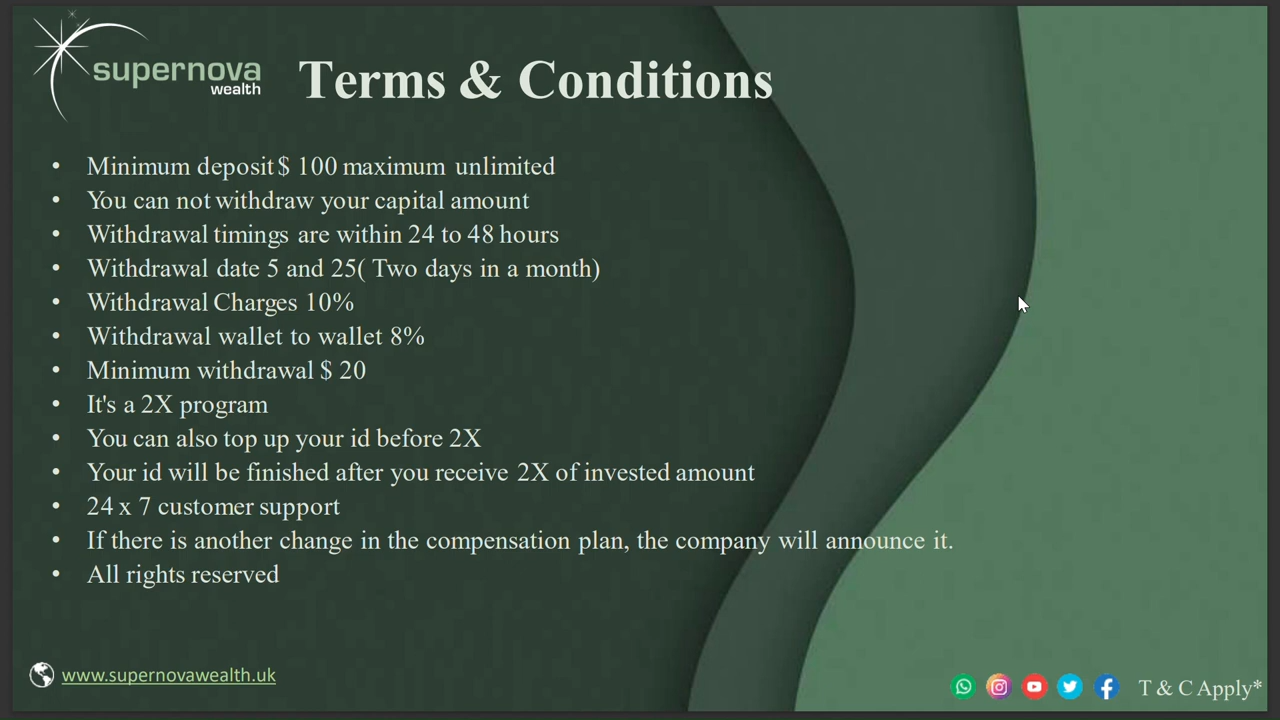 supernova
wealth
Terms & Conditions
• Minimum deposit $ 100 maximum unlimited
• You can not withdraw your capital amount
• Withdrawal timings are within 24 to 48 hours
• Withdrawal date 5 and 25( Two days in a month)
• Withdrawal Charges 10%
• Withdrawal wallet to wallet 8%
• Minimum withdrawal $ 20
• It's a 2X program
• You can also top up your id before 2X
• Your id will be finished after you receive 2X of invested amount
• 24 x 7 customer support
• If there is another change in the compensation plan, the company will announce it.
• All rights reserved
www.supernovawealth.uk
T & C Apply*